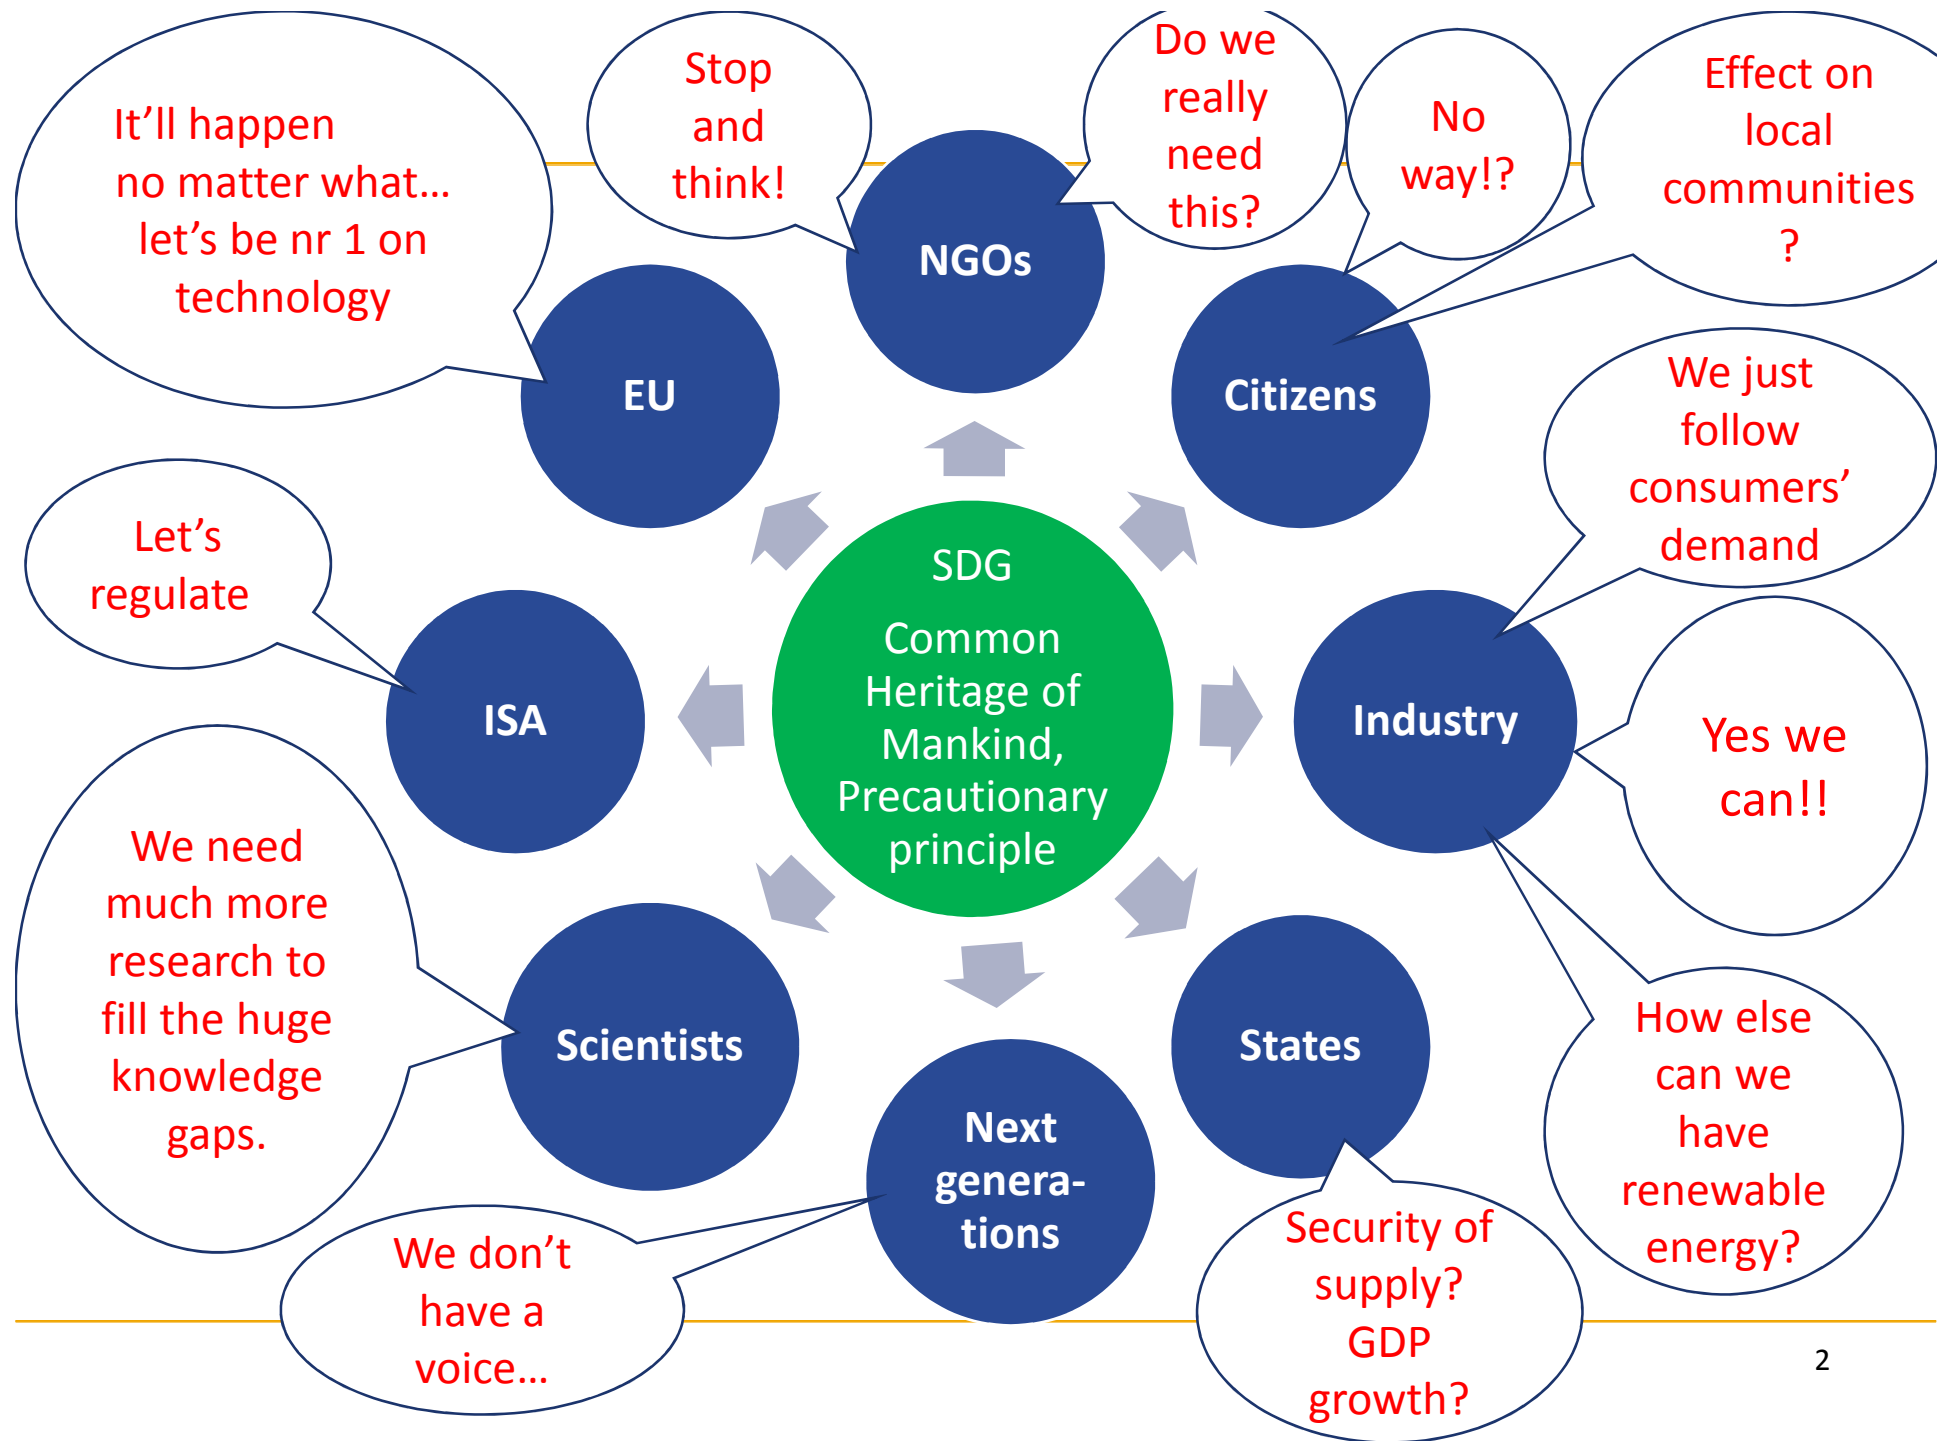 It’ll happen
no matter what…
let’s be nr 1 on
technology
Stop
and
think!
Do we
really
need
this?
No
way!?
Effect on
local
communities
?
NGOs
EU
Citizens
We just
follow
consumers’
demand
Let’s
regulate
SDG
Common
Heritage of
Mankind,
Precautionary
principle
ISA
Industry
Yes we
can!!
We need
much more
research to
fill the huge
knowledge
gaps.
Scientists
States
How else
can we
have
renewable
energy?
Next
genera-
tions
We don’t
have a
voice…
Security of
supply?
GDP
growth?
2